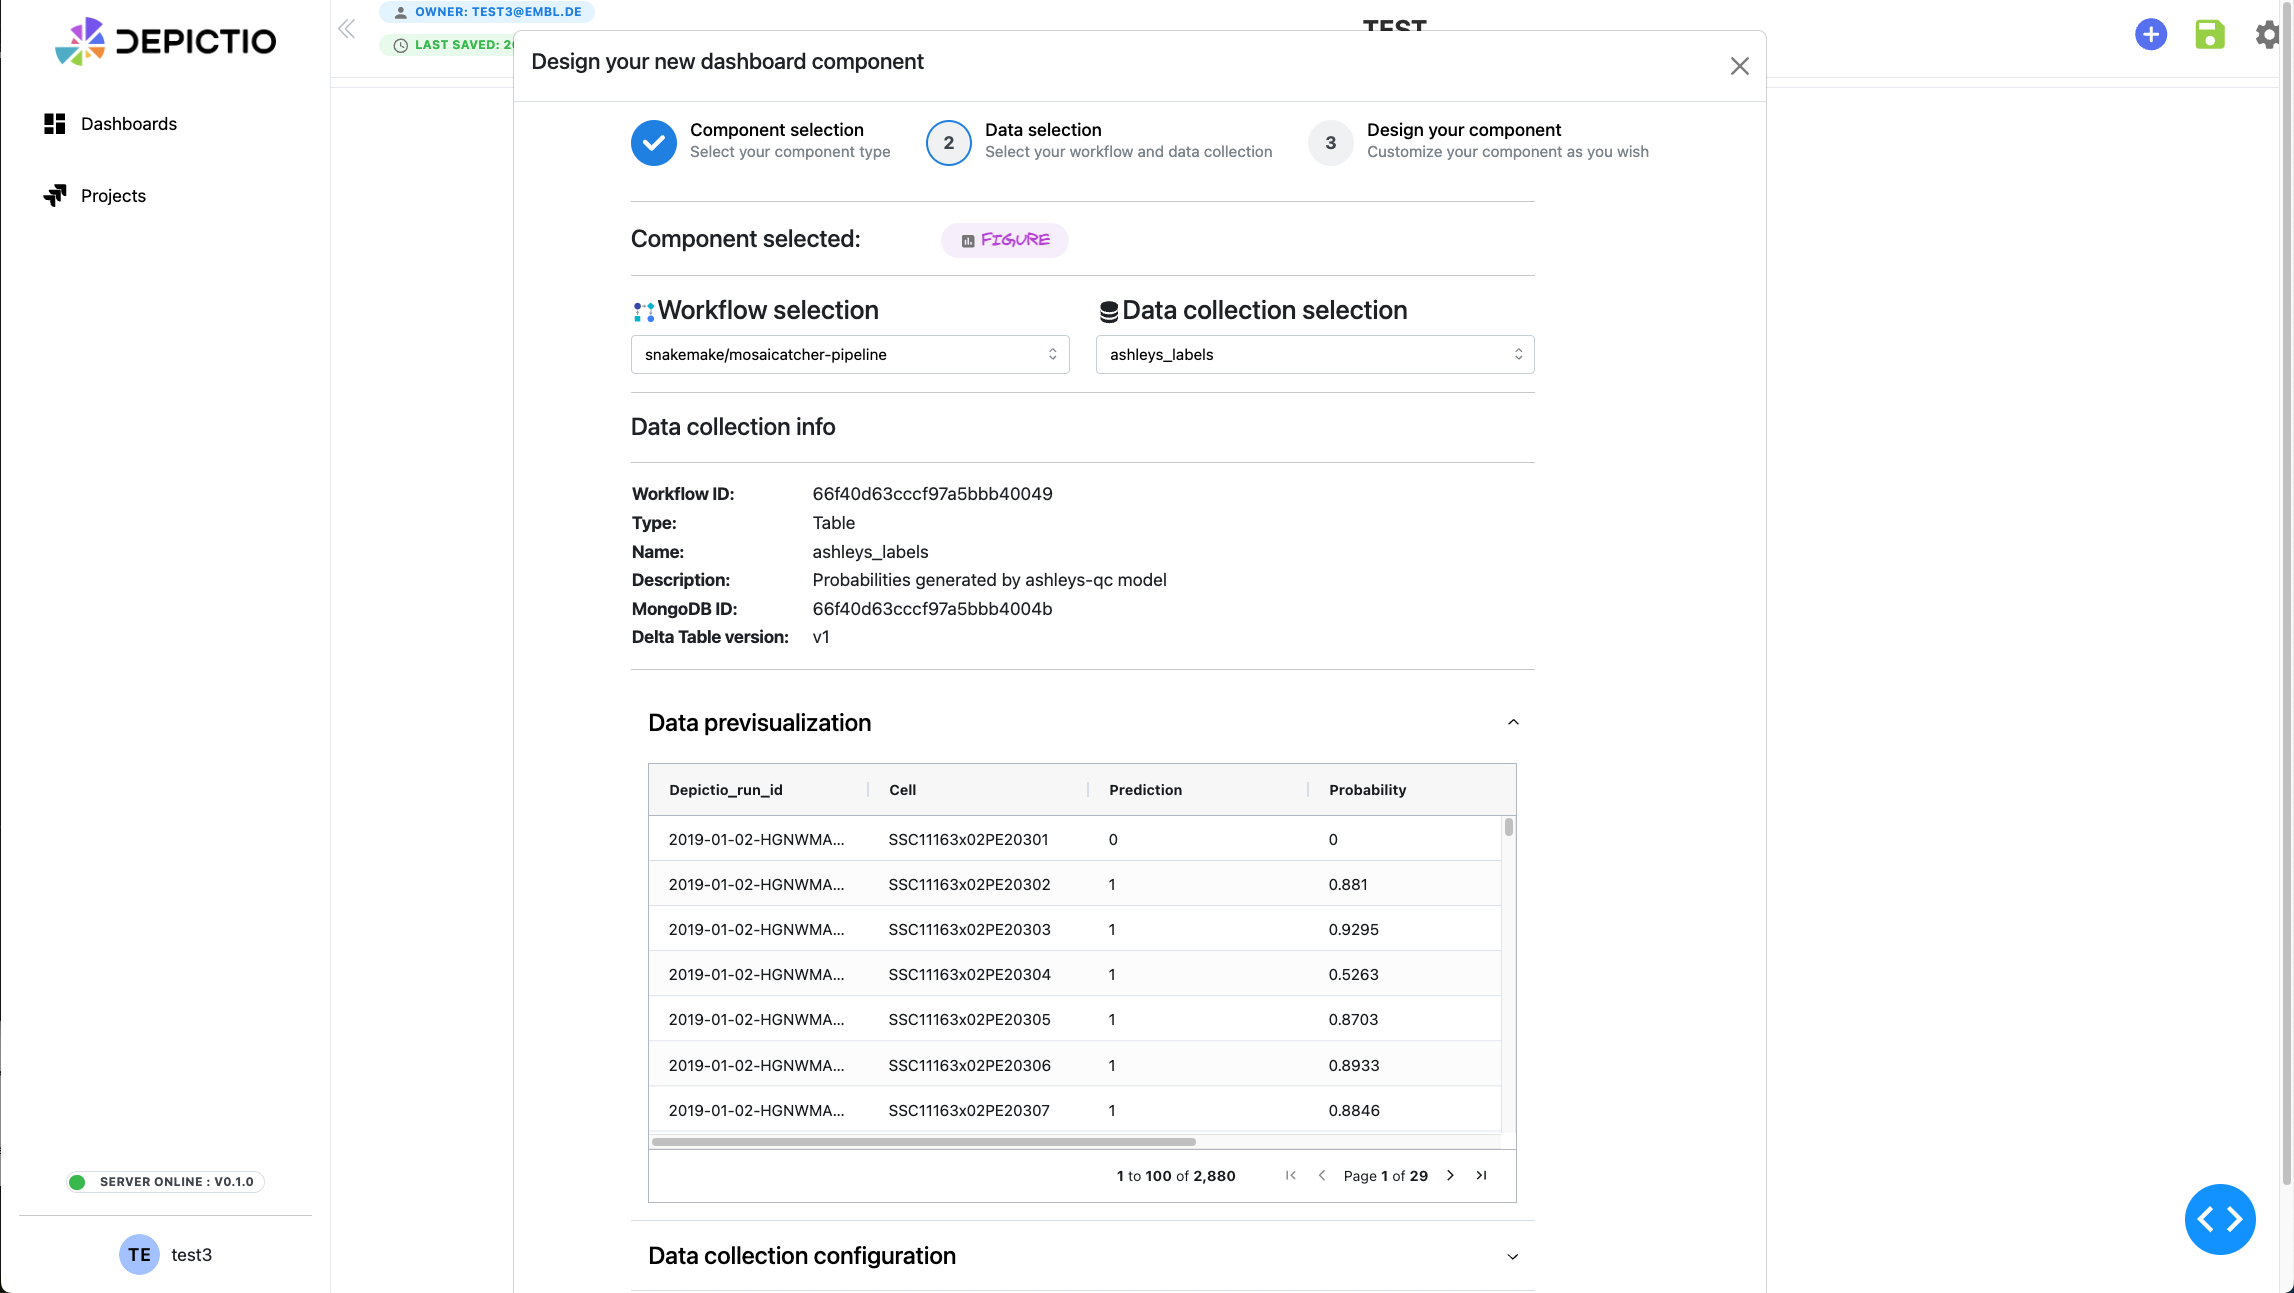 DEPICTIO
Dashboards
Projects
SERVER ONLINE : V0.1.0
TE
test3
OWNER: TEST3@EMBL.DE
LAST SAVED:
TEST
Design your new dashboard component
Component selection
Select your component type
2
Data selection
Select your workflow and data collection
3
Design your component
Customize your component as you wish
Component selected:
FIGURE
Workflow selection
Data collection selection
snakemake/mosaicatcher-pipeline
ashleys_labels
Data collection info
Workflow ID: 66f40d63cccf97a5bbb40049
Type: Table
Name: ashleys_labels
Description: Probabilities generated by ashleys-qc model
MongoDB ID: 66f40d63cccf97a5bbb4004b
Delta Table version: v1
Data previsualization
Depictio_run_id Cell Prediction Probability
2019-01-02-HGNWMA... SSC11163x02PE20301 0 0
2019-01-02-HGNWMA... SSC11163x02PE20302 1 0.881
2019-01-02-HGNWMA... SSC11163x02PE20303 1 0.9295
2019-01-02-HGNWMA... SSC11163x02PE20304 1 0.5263
2019-01-02-HGNWMA... SSC11163x02PE20305 1 0.8703
2019-01-02-HGNWMA... SSC11163x02PE20306 1 0.8933
2019-01-02-HGNWMA... SSC11163x02PE20307 1 0.8846
1 to 100 of 2,880 Page 1 of 29
Data collection configuration